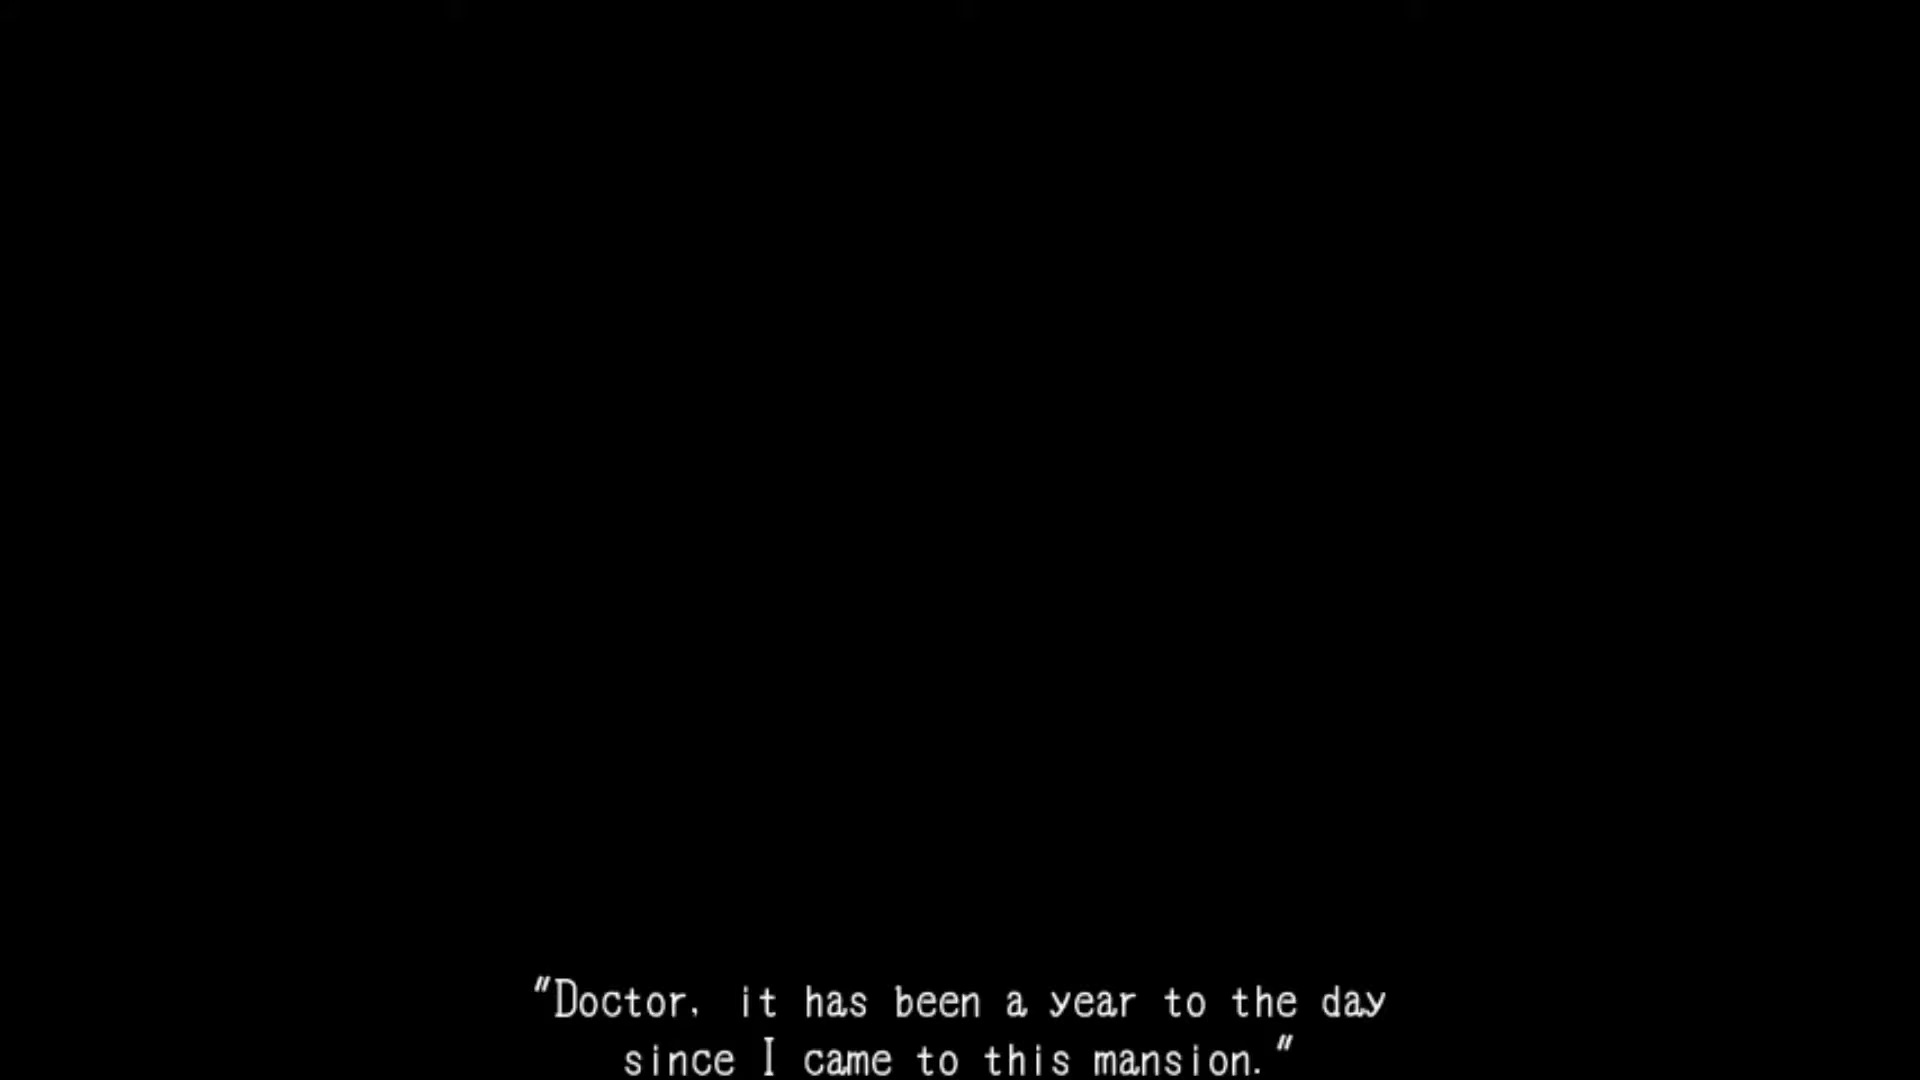 "Doctor, it has been a year to the day
since I came to this mansion."